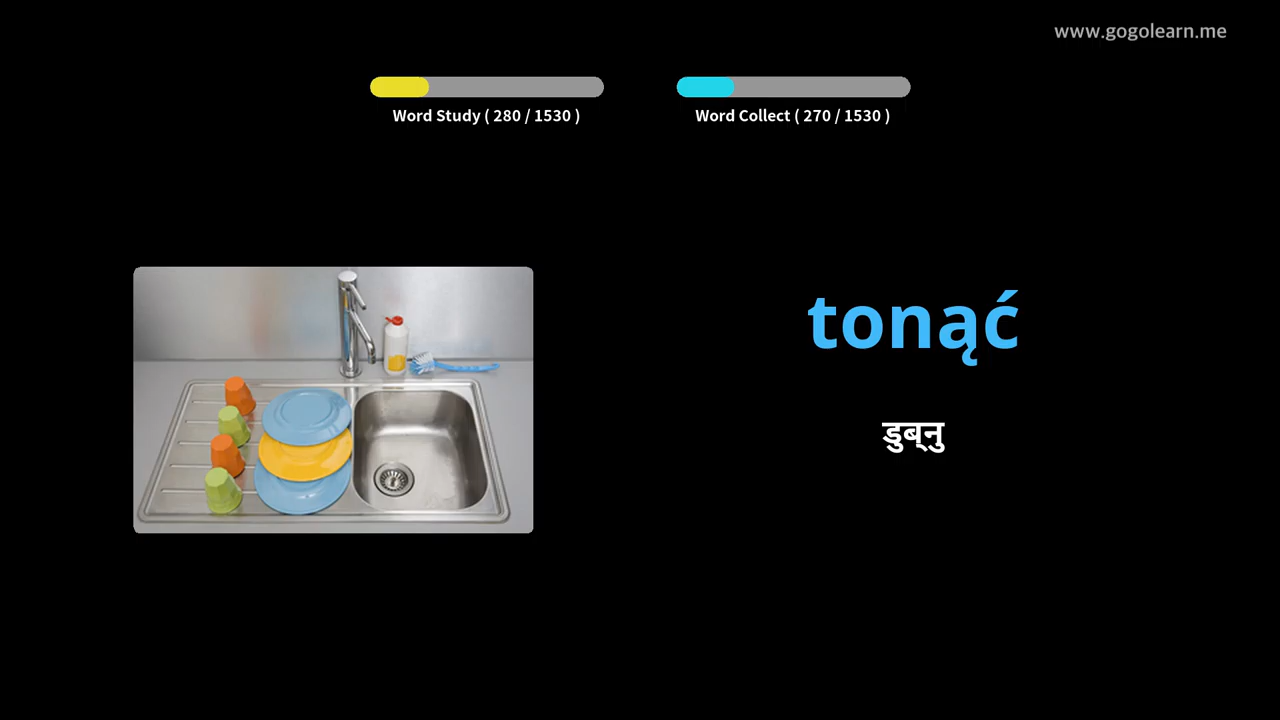 www.gogolearn.me
Word Study ( 280 / 1530 )
Word Collect ( 270 / 1530 )
tonąć
डुब्नु